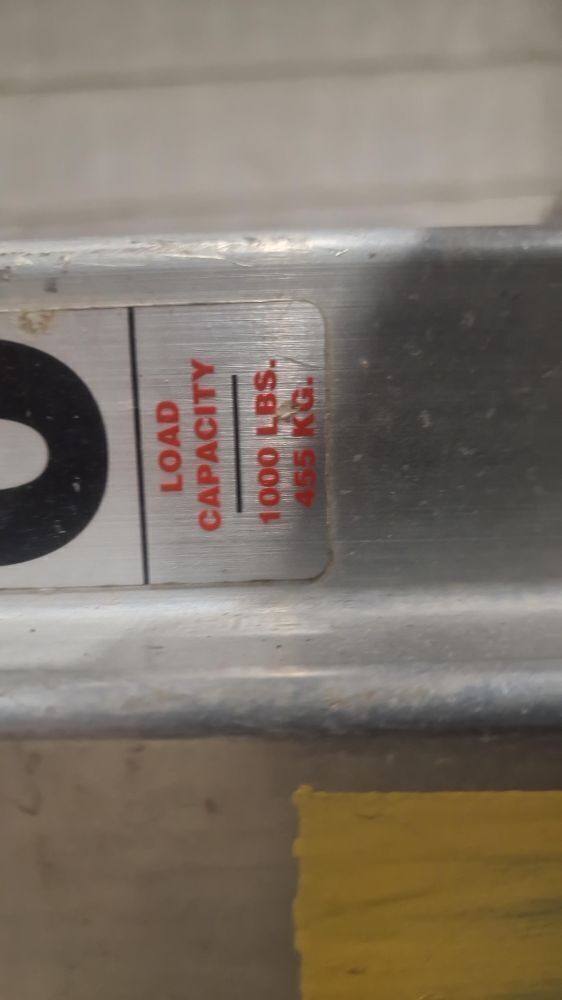 LOAD
CAPACITY
1000 LBS.
455 KG.